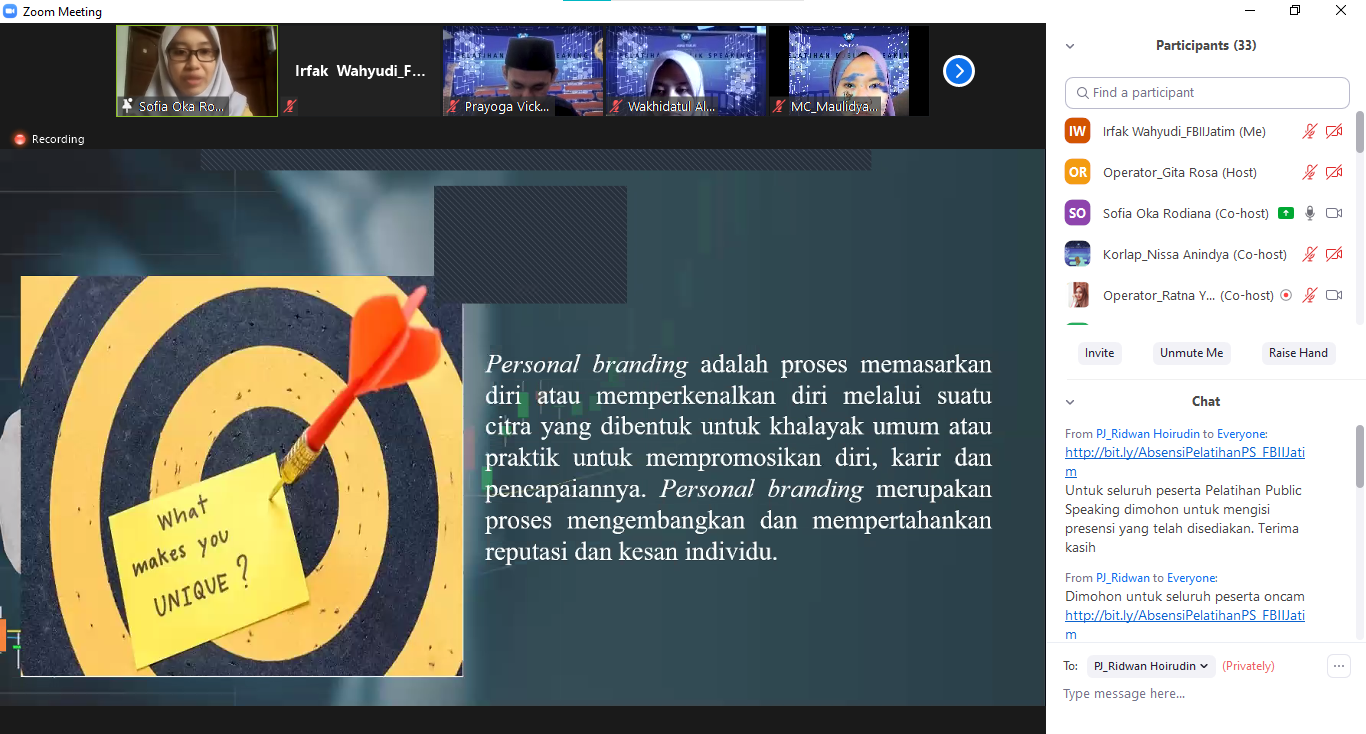 Zoom Meeting
Sofia Oka Ro...
Irfak Wahyudi_F...
Prayoga Vick...
Wakhidatul Al...
MC_Maulidya...
Recording
What
makes you
UNIQUE?
Personal branding adalah proses memasarkan
diri atau memperkenalkan diri melalui suatu
citra yang dibentuk untuk khalayak umum atau
praktik untuk mempromosikan diri, karir dan
pencapaiannya. Personal branding merupakan
proses mengembangkan dan mempertahankan
reputasi dan kesan individu.
Participants (33)
Find a participant
IW Irfak Wahyudi_FBIIJatim (Me)
OR Operator_Gita Rosa (Host)
SO Sofia Oka Rodiana (Co-host)
Korlap_Nissa Anindya (Co-host)
Operator_Ratna Y... (Co-host)
Invite Unmute Me Raise Hand
Chat
From PJ_Ridwan Hoirudin to Everyone:
http://bit.ly/AbsensiPelatihanPS_FBIIJati
m
Untuk seluruh peserta Pelatihan Public
Speaking dimohon untuk mengisi
presensi yang telah disediakan. Terima
kasih
From PJ_Ridwan to Everyone:
Dimohon untuk seluruh peserta oncam
http://bit.ly/AbsensiPelatihanPS_FBIIJati
m
To: PJ_Ridwan Hoirudin (Privately)
Type message here...